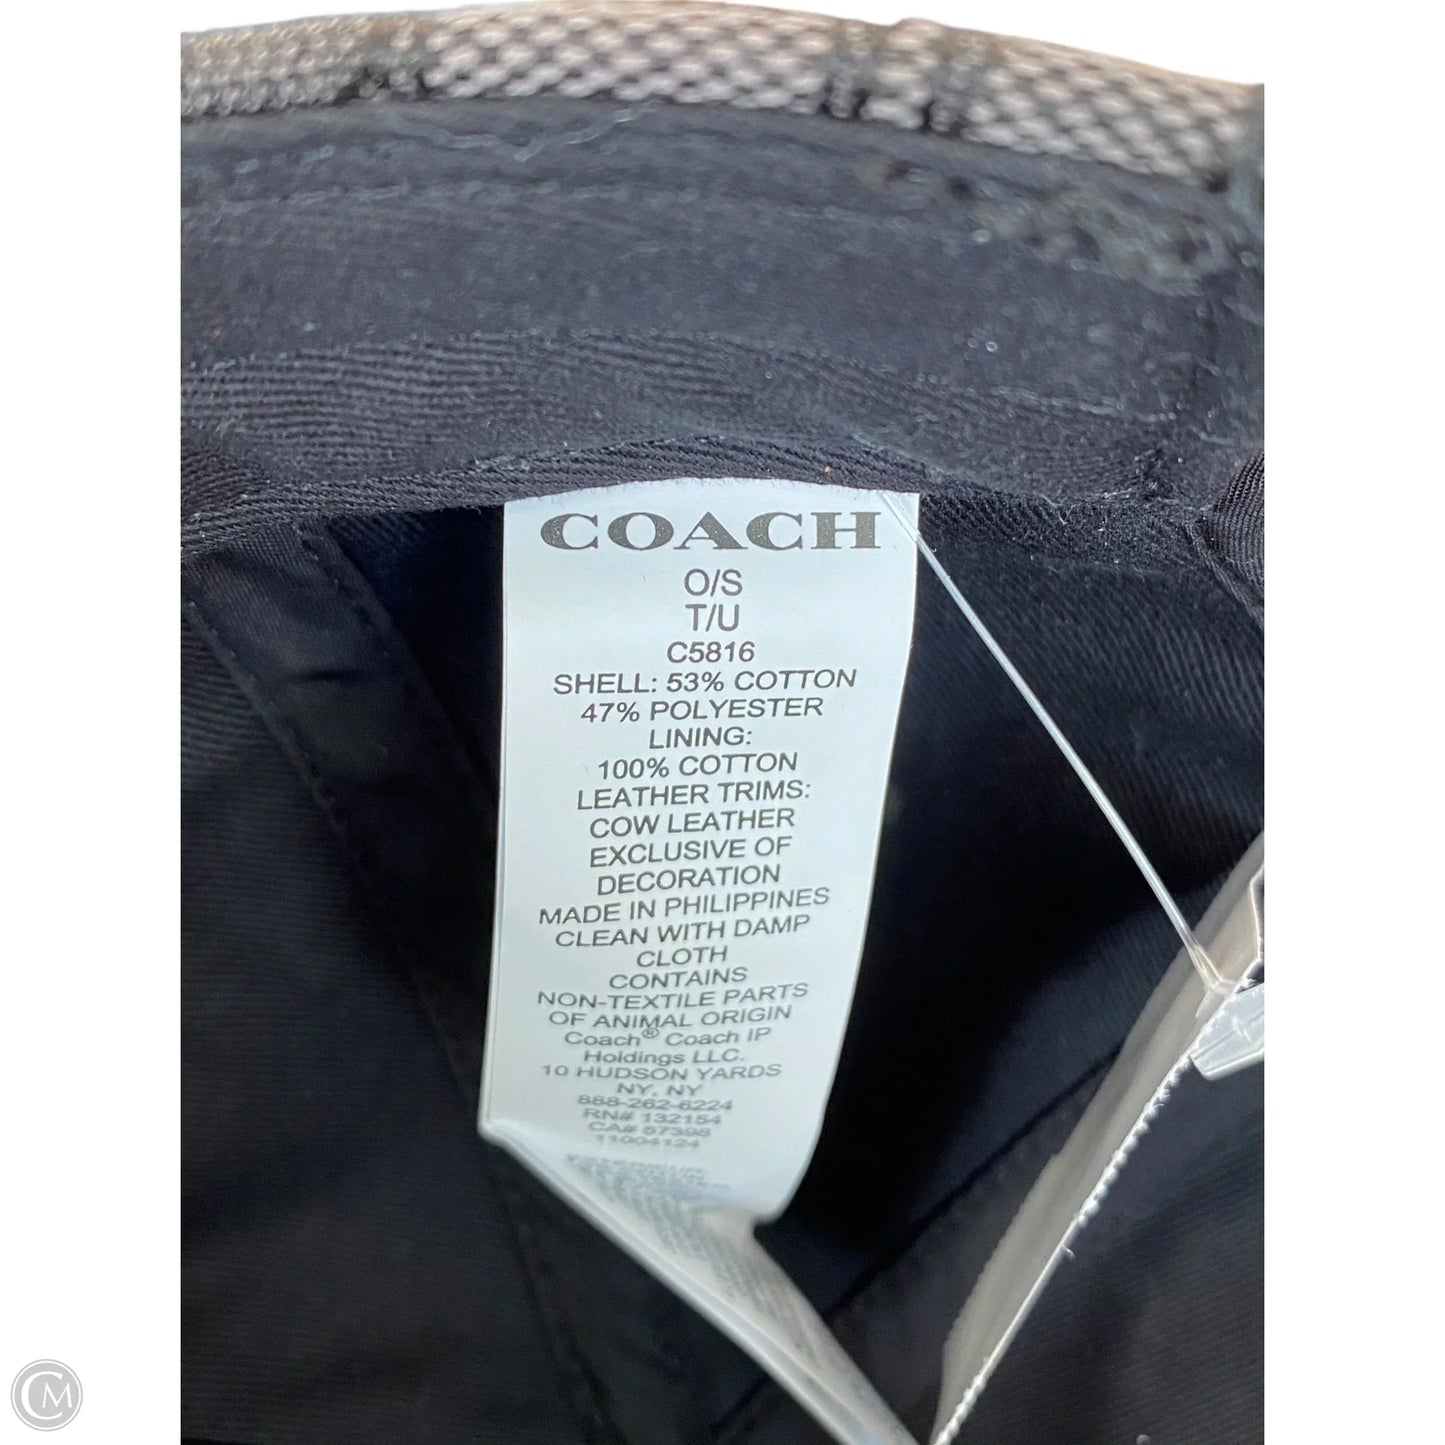 COACH
O/S
T/U
C5816
SHELL: 53% COTTON
47% POLYESTER
LINING:
100% COTTON
LEATHER TRIMS:
COW LEATHER
EXCLUSIVE OF
DECORATION
MADE IN PHILIPPINES
CLEAN WITH DAMP
CLOTH
CONTAINS
NON-TEXTILE PARTS
OF ANIMAL ORIGIN
Coach® Coach IP
Holdings LLC.
10 HUDSON YARDS
NY, NY
888-262-6224
RN# 132154
CA# 57398
11004124
CM